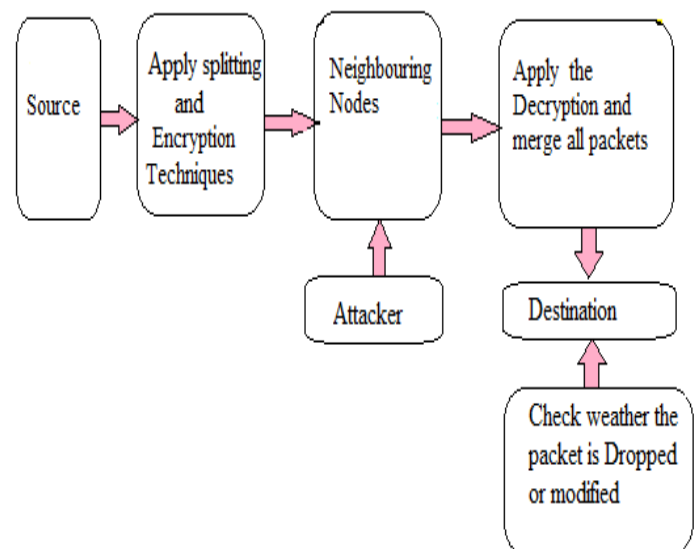 Source
Apply splitting
and
Encryption
Techniques
Neighbouring
Nodes
Apply the
Decryption and
merge all packets
Attacker
Destination
Check weather the
packet is Dropped
or modified